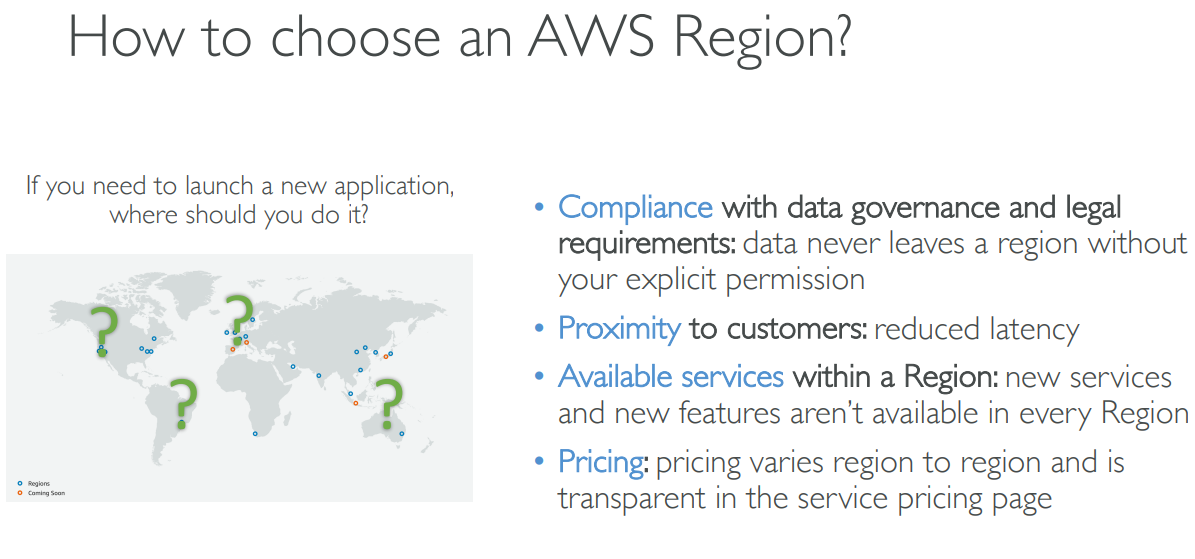 How to choose an AWS Region?
If you need to launch a new application,
where should you do it?
?
?
?
?
Regions
Coming Soon
• Compliance with data governance and legal
requirements: data never leaves a region without
your explicit permission
• Proximity to customers: reduced latency
• Available services within a Region: new services
and new features aren’t available in every Region
• Pricing: pricing varies region to region and is
transparent in the service pricing page